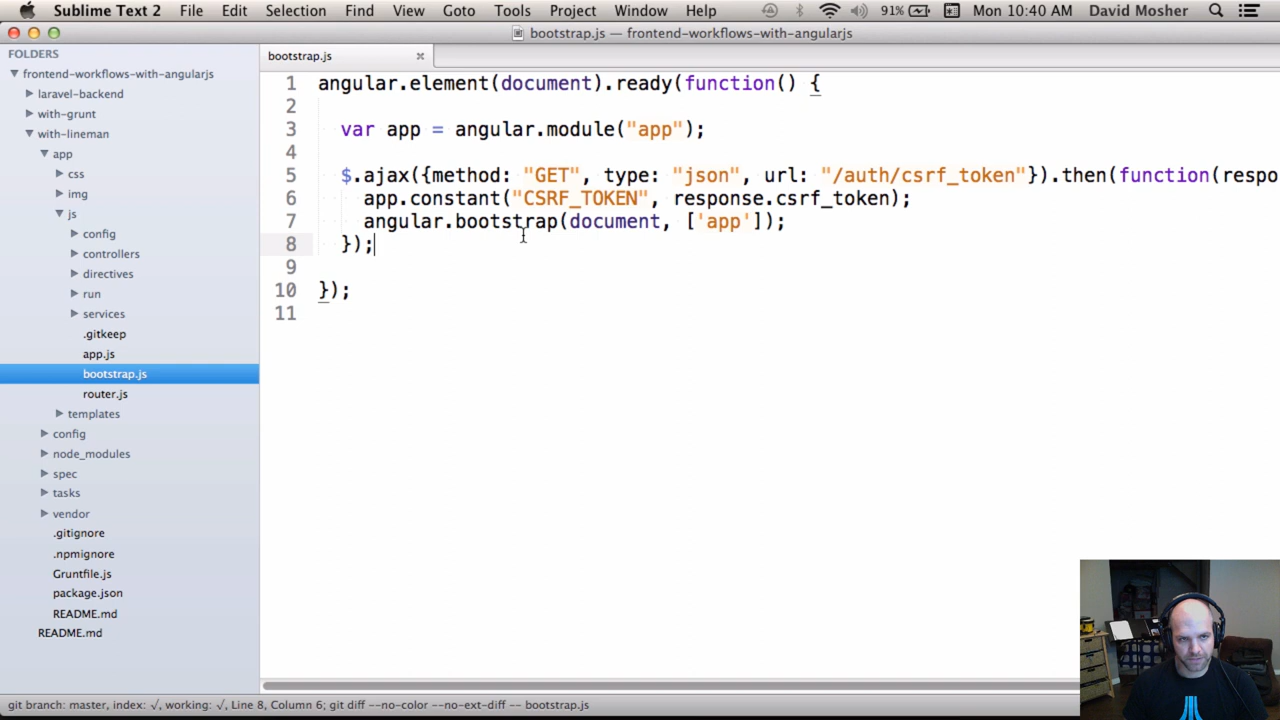 Sublime Text 2 File Edit Selection Find View Goto Tools Project Window Help 91% Mon 10:40 AM David Mosher
bootstrap.js — frontend-workflows-with-angularjs
FOLDERS
frontend-workflows-with-angularjs
laravel-backend
with-grunt
with-lineman
app
css
img
js
config
controllers
directives
run
services
.gitkeep
app.js
bootstrap.js
router.js
templates
config
node_modules
spec
tasks
vendor
.gitignore
.npmignore
Gruntfile.js
package.json
README.md
README.md
bootstrap.js
1 angular.element(document).ready(function() {
2
3 var app = angular.module("app");
4
5 $.ajax({method: "GET", type: "json", url: "/auth/csrf_token"}).then(function(respo
6 app.constant("CSRF_TOKEN", response.csrf_token);
7 angular.bootstrap(document, ['app']);
8 });
9
10 });
11
git branch: master, index: √, working: √, Line 8, Column 6; git diff --no-color --no-ext-diff -- bootstrap.js